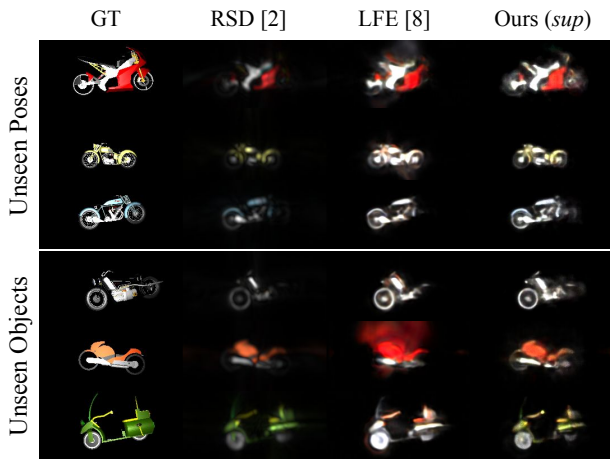 GT RSD [2] LFE [8] Ours (sup)
Unseen Poses
Unseen Objects